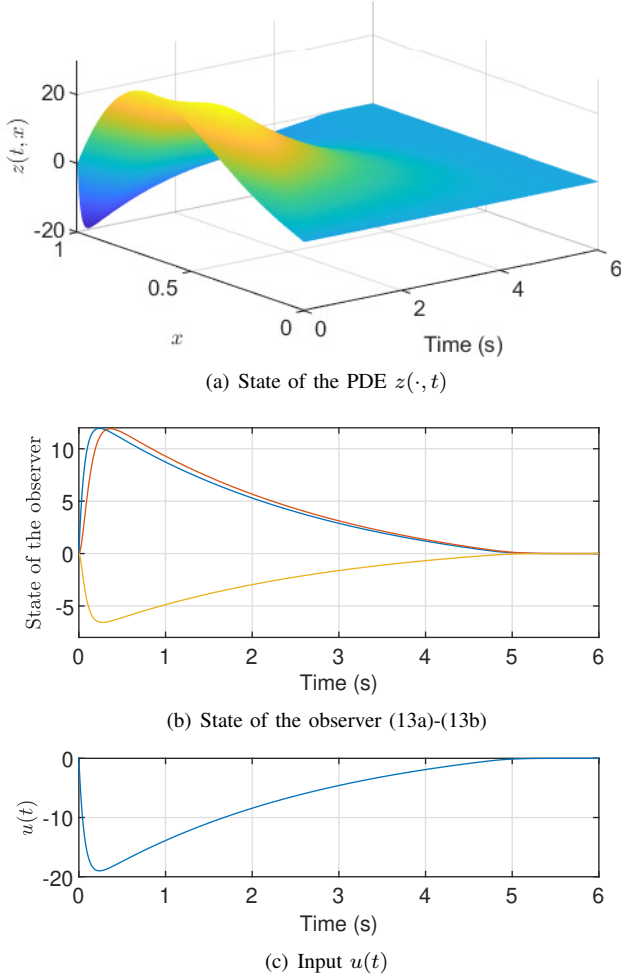 20
0
-20
z(t, x)
1
0.5
0
x
0
2
4
6
Time (s)
(a) State of the PDE z(·, t)
10
5
0
-5
State of the observer
0 1 2 3 4 5 6
Time (s)
(b) State of the observer (13a)-(13b)
0
-10
-20
u(t)
0 1 2 3 4 5 6
Time (s)
(c) Input u(t)